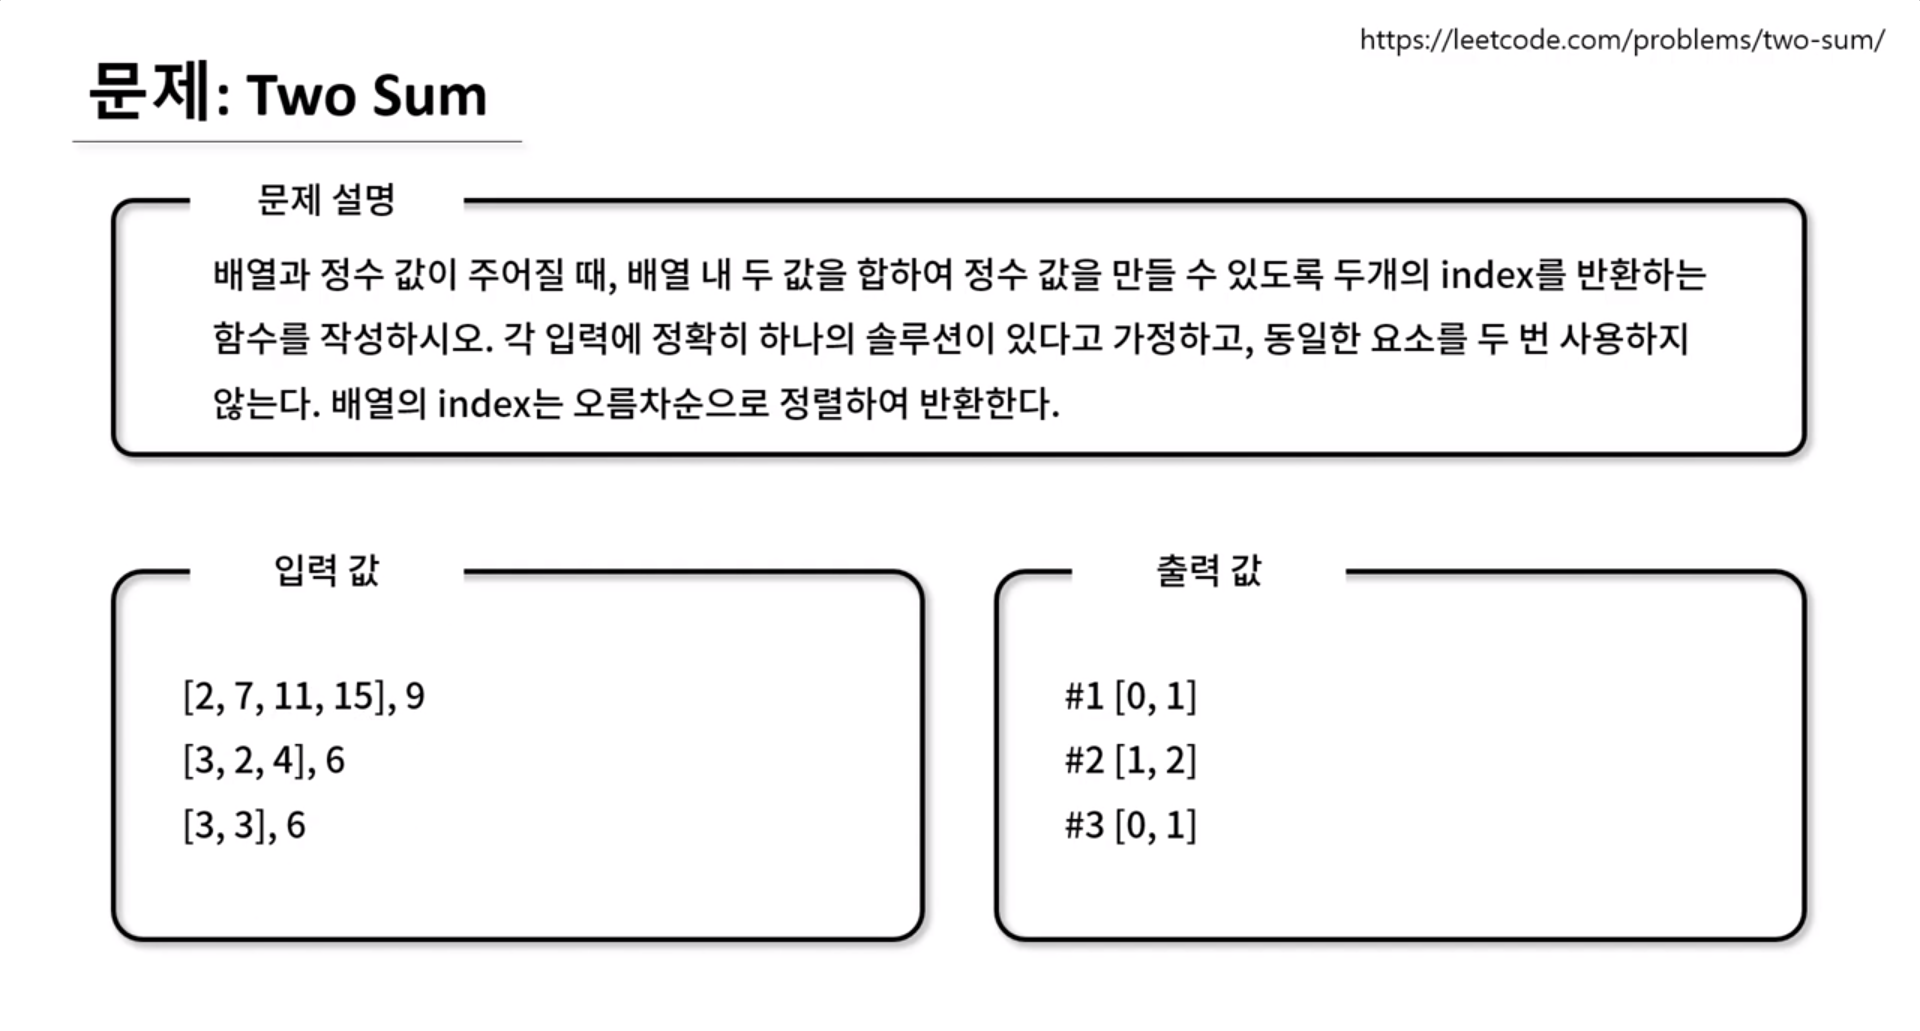 https://leetcode.com/problems/two-sum/
문제: Two Sum
문제 설명
배열과 정수 값이 주어질 때, 배열 내 두 값을 합하여 정수 값을 만들 수 있도록 두개의 index를 반환하는
함수를 작성하시오. 각 입력에 정확히 하나의 솔루션이 있다고 가정하고, 동일한 요소를 두 번 사용하지
않는다. 배열의 index는 오름차순으로 정렬하여 반환한다.
입력 값
[2, 7, 11, 15], 9
[3, 2, 4], 6
[3, 3], 6
출력 값
#1 [0, 1]
#2 [1, 2]
#3 [0, 1]